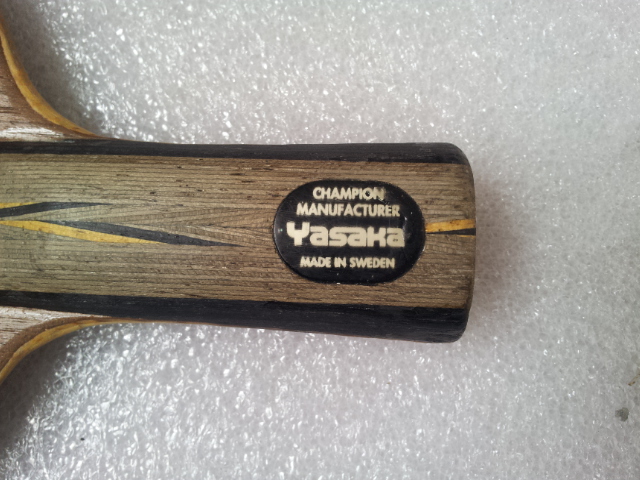 CHAMPION
MANUFACTURER
Yasaka
MADE IN SWEDEN